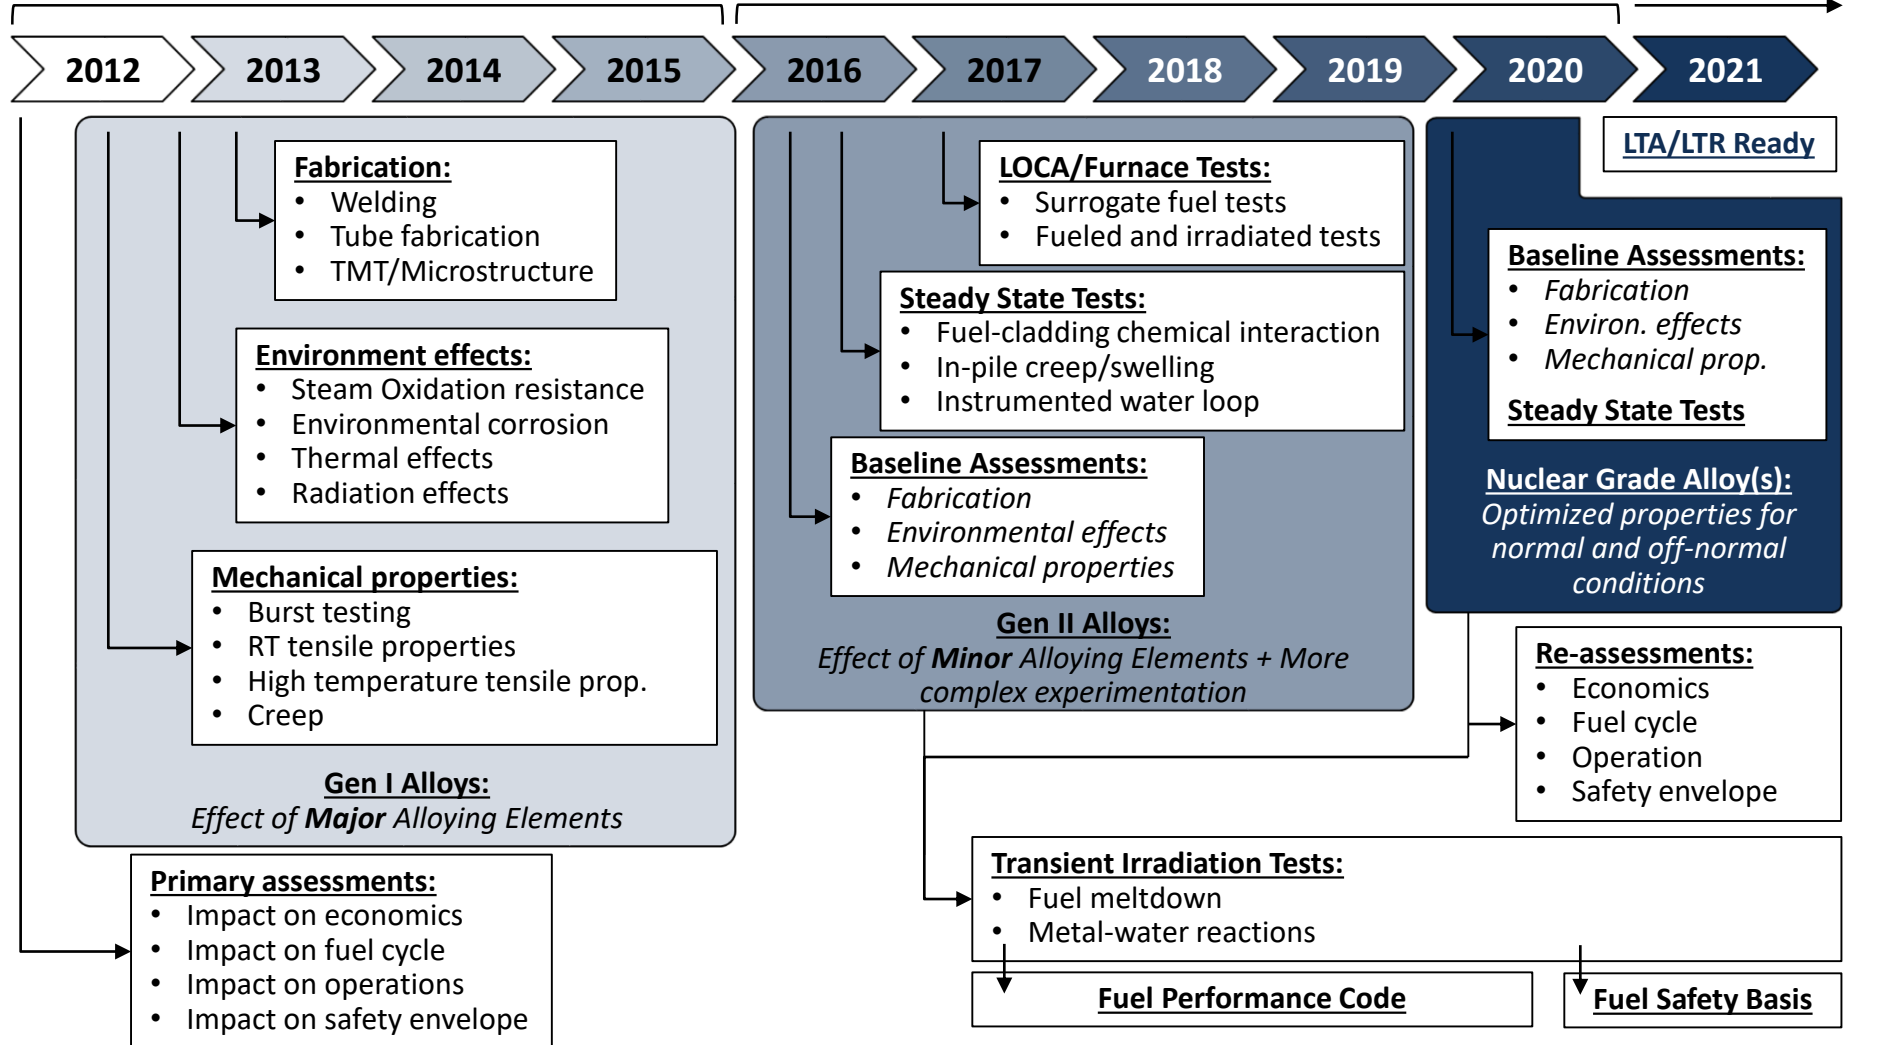 2012
2013
2014
2015
2016
2017
2018
2019
2020
2021
Fabrication:
• Welding
• Tube fabrication
• TMT/Microstructure
Environment effects:
• Steam Oxidation resistance
• Environmental corrosion
• Thermal effects
• Radiation effects
Mechanical properties:
• Burst testing
• RT tensile properties
• High temperature tensile prop.
• Creep
Gen I Alloys:
Effect of Major Alloying Elements
Primary assessments:
• Impact on economics
• Impact on fuel cycle
• Impact on operations
• Impact on safety envelope
LOCA/Furnace Tests:
• Surrogate fuel tests
• Fueled and irradiated tests
Steady State Tests:
• Fuel-cladding chemical interaction
• In-pile creep/swelling
• Instrumented water loop
Baseline Assessments:
• Fabrication
• Environmental effects
• Mechanical properties
Gen II Alloys:
Effect of Minor Alloying Elements + More
complex experimentation
LTA/LTR Ready
Baseline Assessments:
• Fabrication
• Environ. effects
• Mechanical prop.
Steady State Tests
Nuclear Grade Alloy(s):
Optimized properties for
normal and off-normal
conditions
Re-assessments:
• Economics
• Fuel cycle
• Operation
• Safety envelope
Transient Irradiation Tests:
• Fuel meltdown
• Metal-water reactions
Fuel Performance Code
Fuel Safety Basis